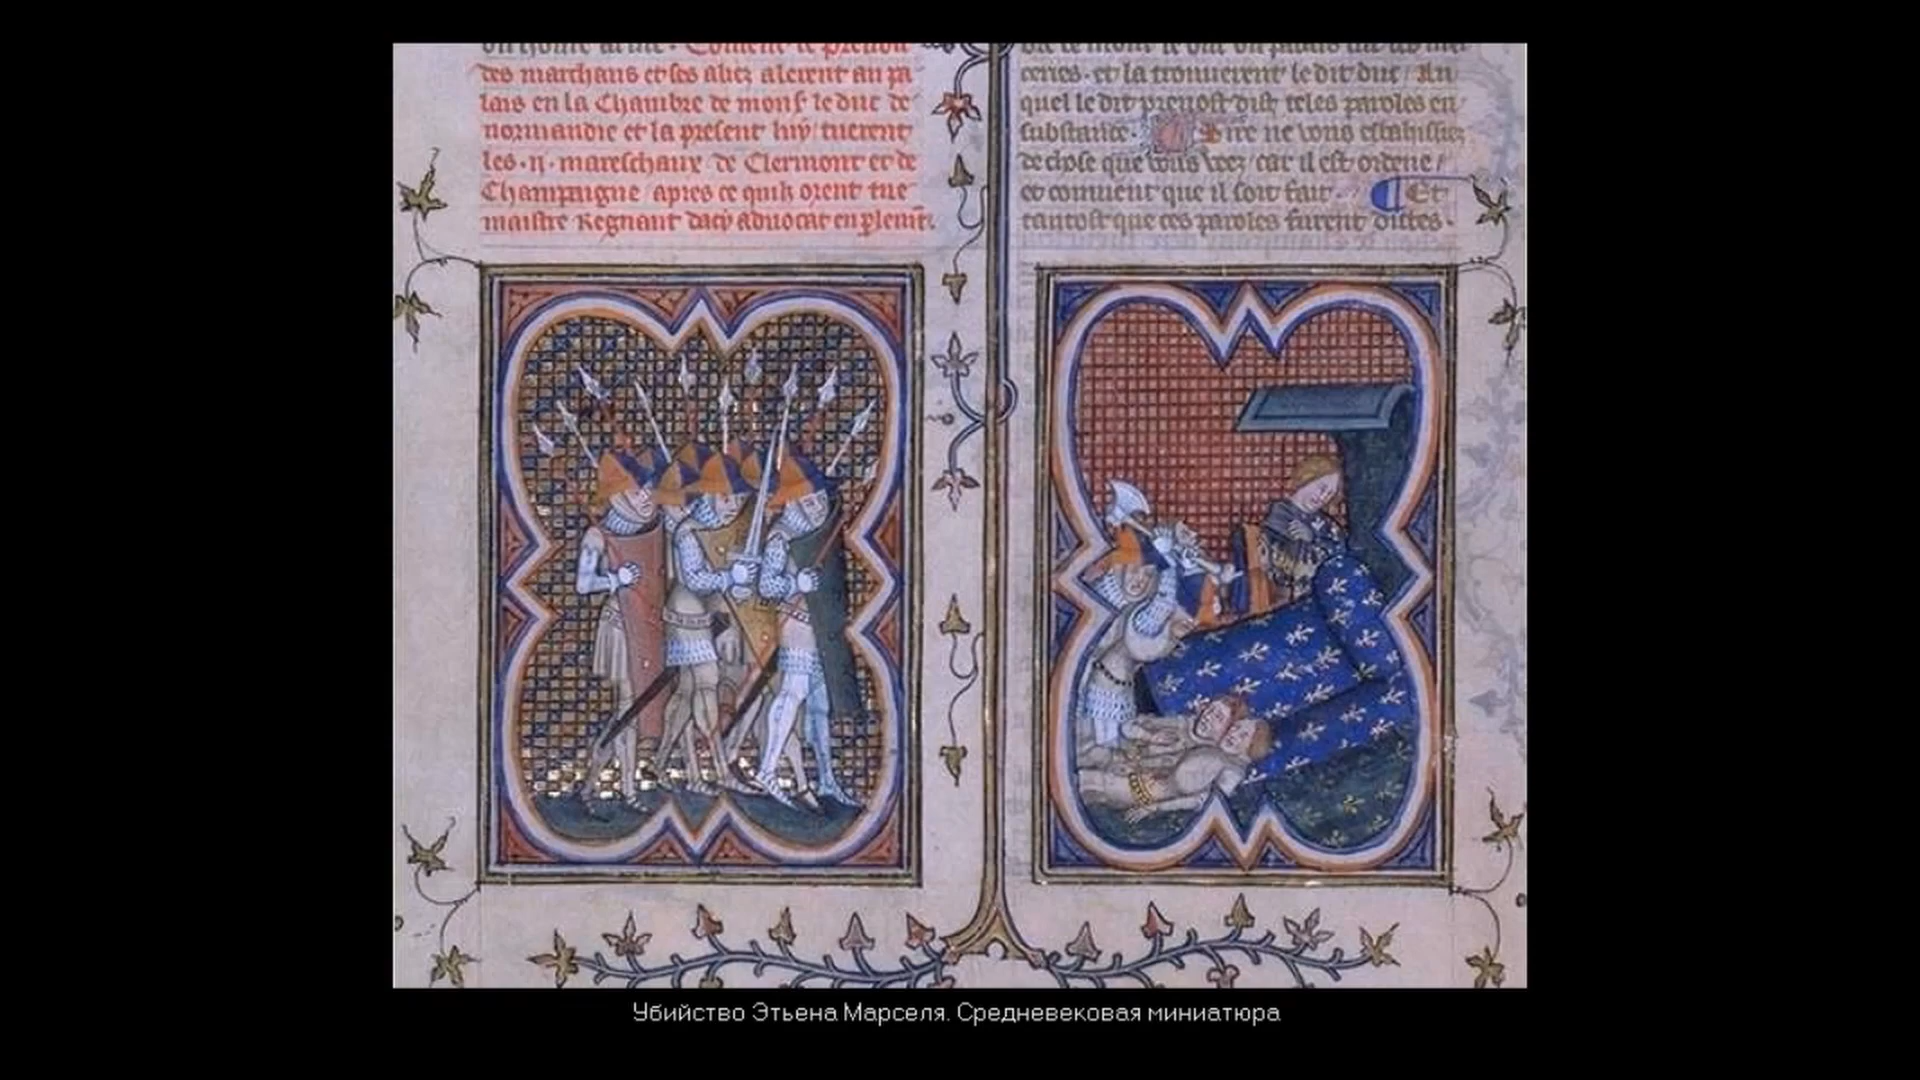 des marchans et ses aliez alerent au pa
lais en la Chambre de mons le duc de
normandie et la present luy tuerent
les .ii. mareschaux de Clermont et de
Champaigne apres ce quilz orent tue
maistre Regnaut dacy advocat en plemt.
ceries. et la trouverent le dit duc. Au
quel le dit prevost dist teles paroles en
substance. Sire ne vous esbahissiez
de chose que vous veez car il est ordene
et convient que il soit fait. Et
tantost que ces paroles furent dittes.
Убийство Этьена Марселя. Средневековая миниатюра